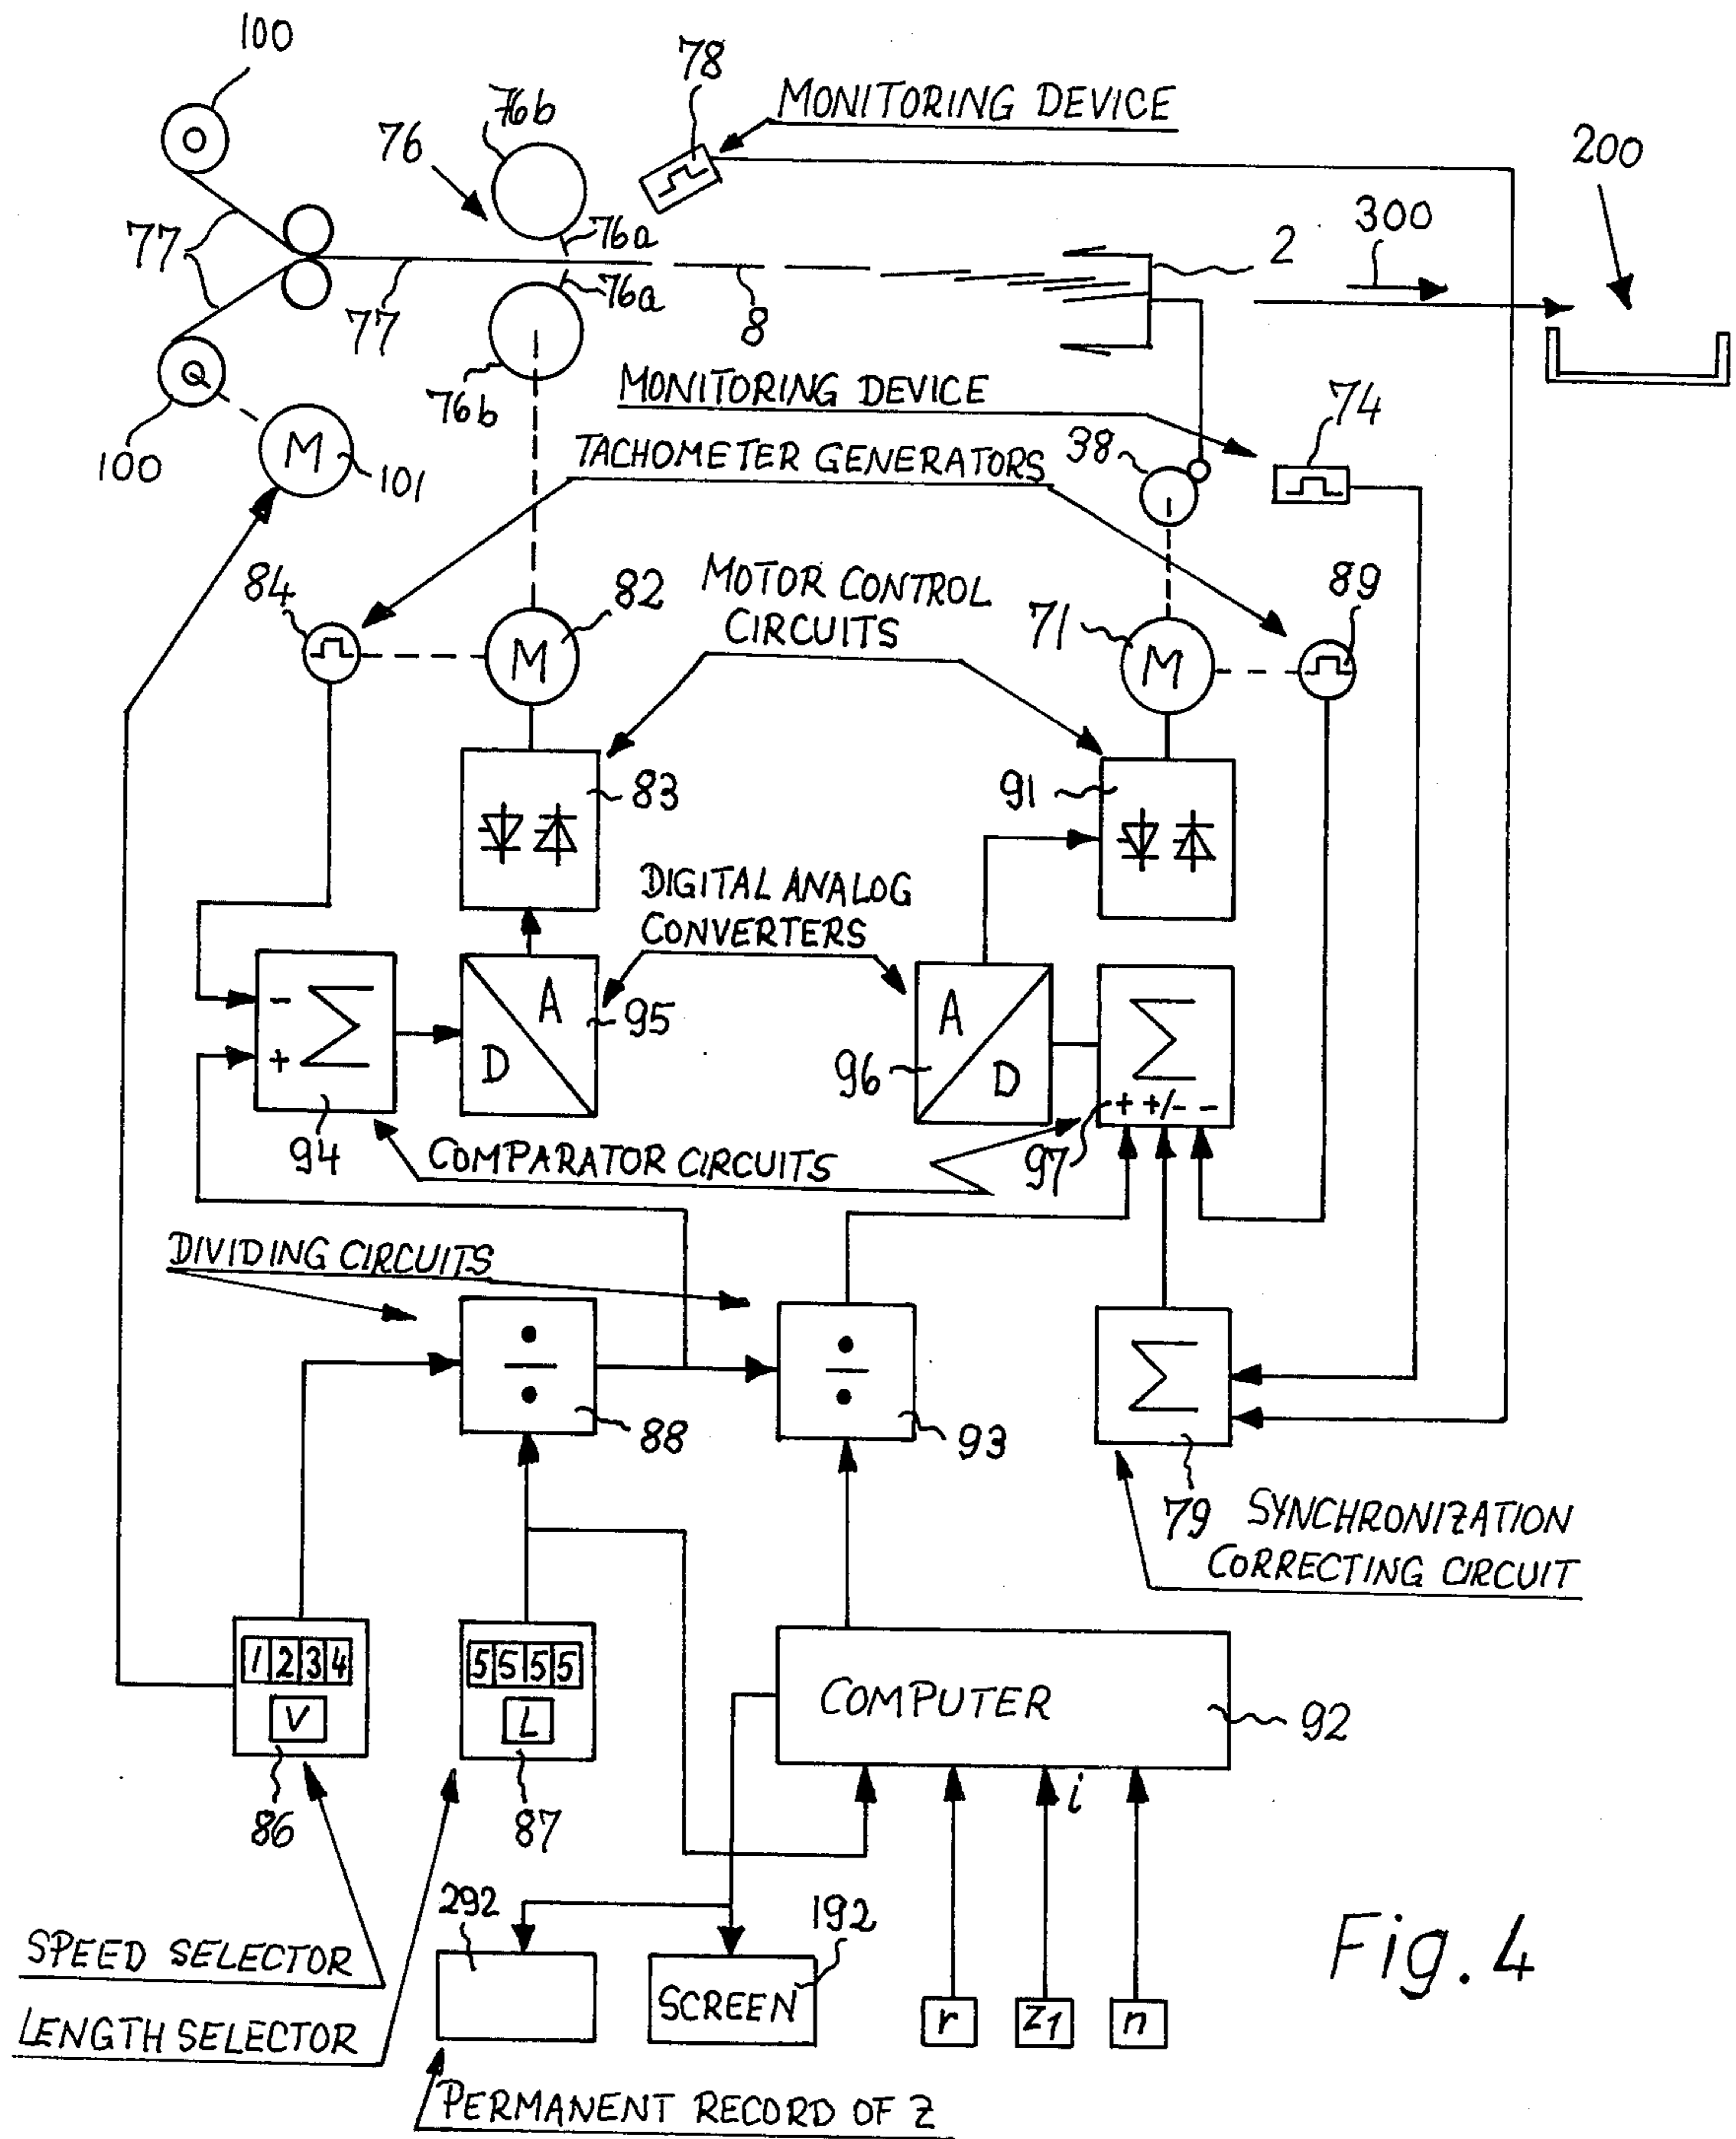 100
78
MONITORING DEVICE
76b
76
200
77
76a
300
2
76a
77
8
MONITORING DEVICE
76b
74
38
TACHOMETER GENERATORS
100
M
101
MOTOR CONTROL
CIRCUITS
84
82
71
89
M
M
83
91
DIGITAL ANALOG
CONVERTERS
- Σ
+
A
D
95
A
D
96
Σ
+ +/- -
94
COMPARATOR CIRCUITS
97
DIVIDING CIRCUITS
÷
÷
88
93
Σ
79
SYNCHRONIZATION
CORRECTING CIRCUIT
1234
V
5555
L
COMPUTER
92
86
87
i
292
192
SPEED SELECTOR
SCREEN
r
z1
n
LENGTH SELECTOR
PERMANENT RECORD OF Z
Fig. 4